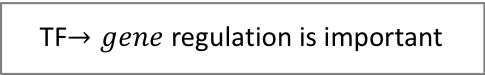 TF→ gene regulation is important